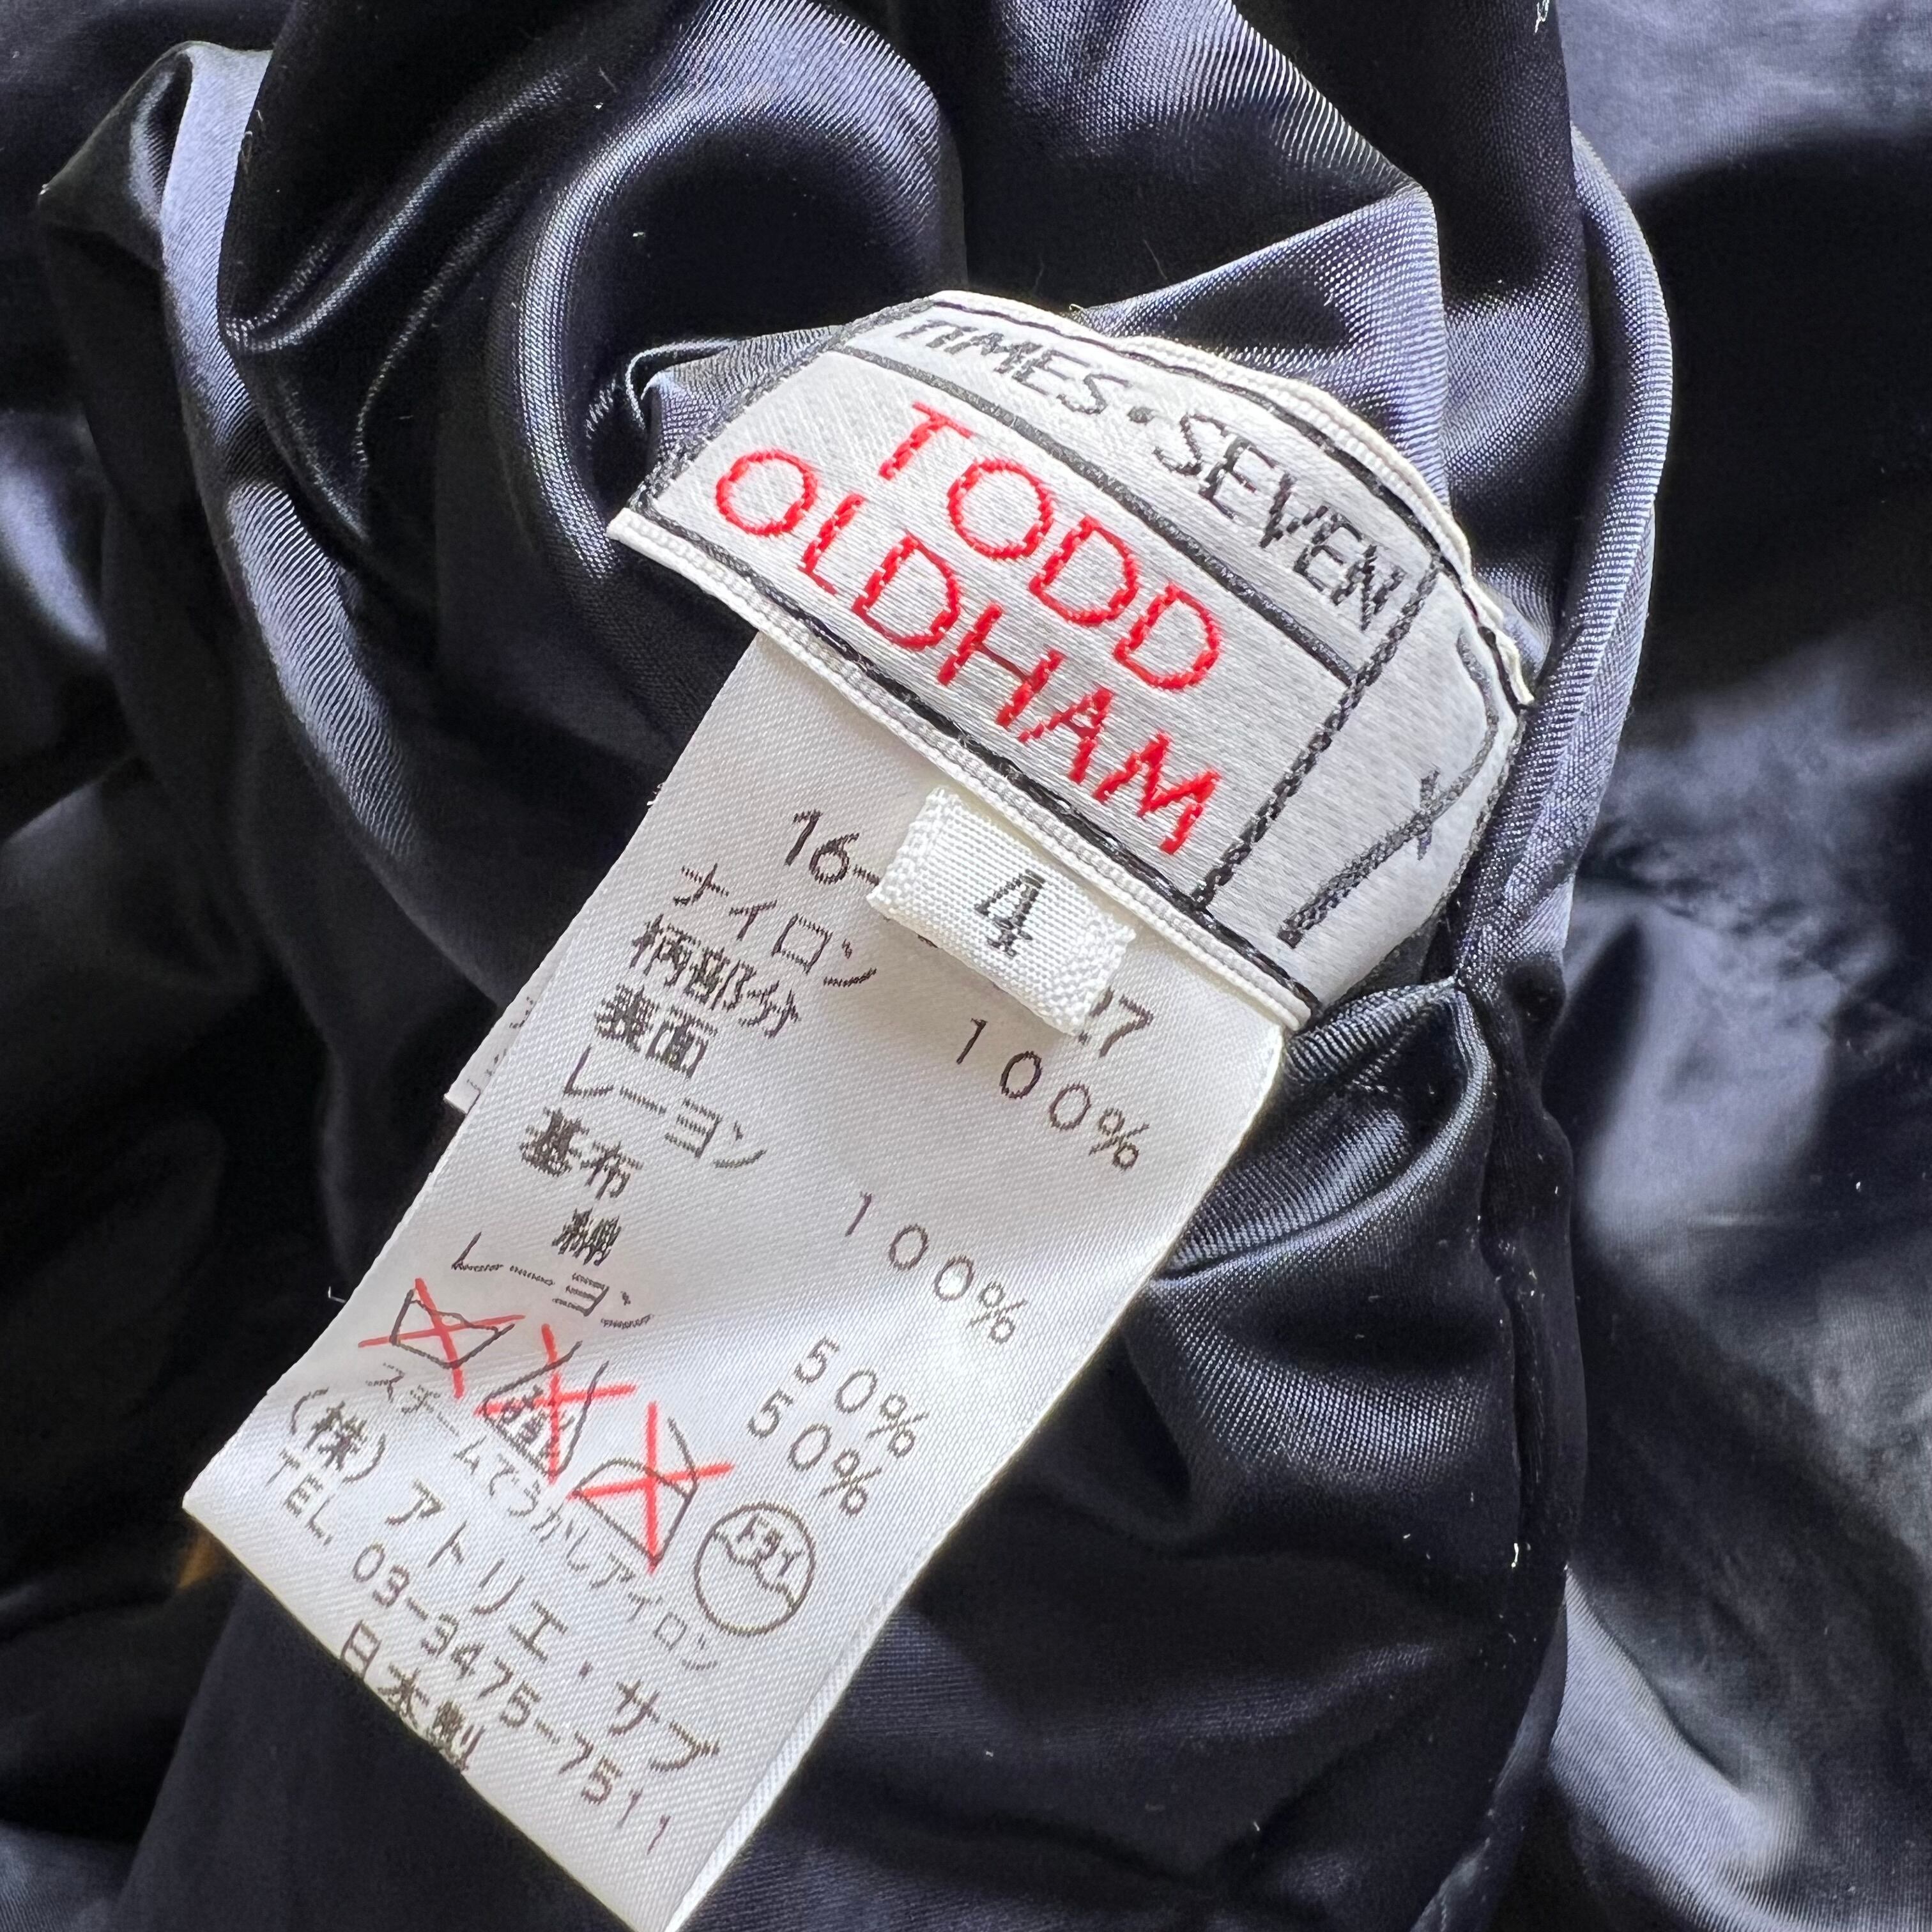 TIMES・SEVEN
TODD
OLDHAM
4
16-
27
ナイロン 100%
柄部分
表面
レーヨン 100%
基布
綿 50%
レーヨン 50%
スチームでうかしアイロン
(株)アトリエ・サブ
TEL. 03-3475-7511
日本製